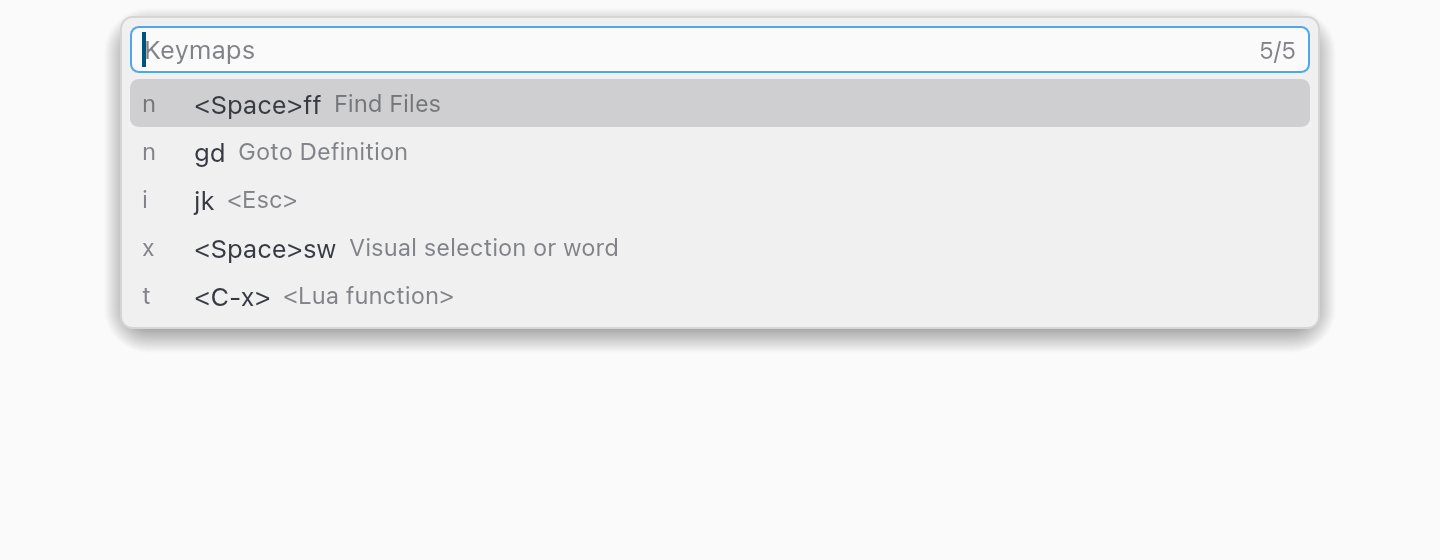 Keymaps 5/5
n <Space>ff Find Files
n gd Goto Definition
i jk <Esc>
x <Space>sw Visual selection or word
t <C-x> <Lua function>